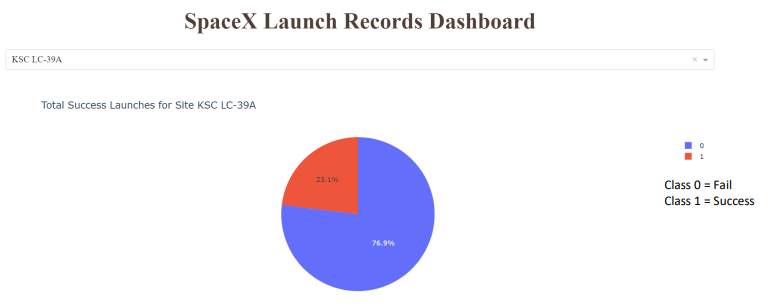 SpaceX Launch Records Dashboard
KSC LC-39A
×
Total Success Launches for Site KSC LC-39A
0
1
Class 0 = Fail
Class 1 = Success
23.1%
76.9%